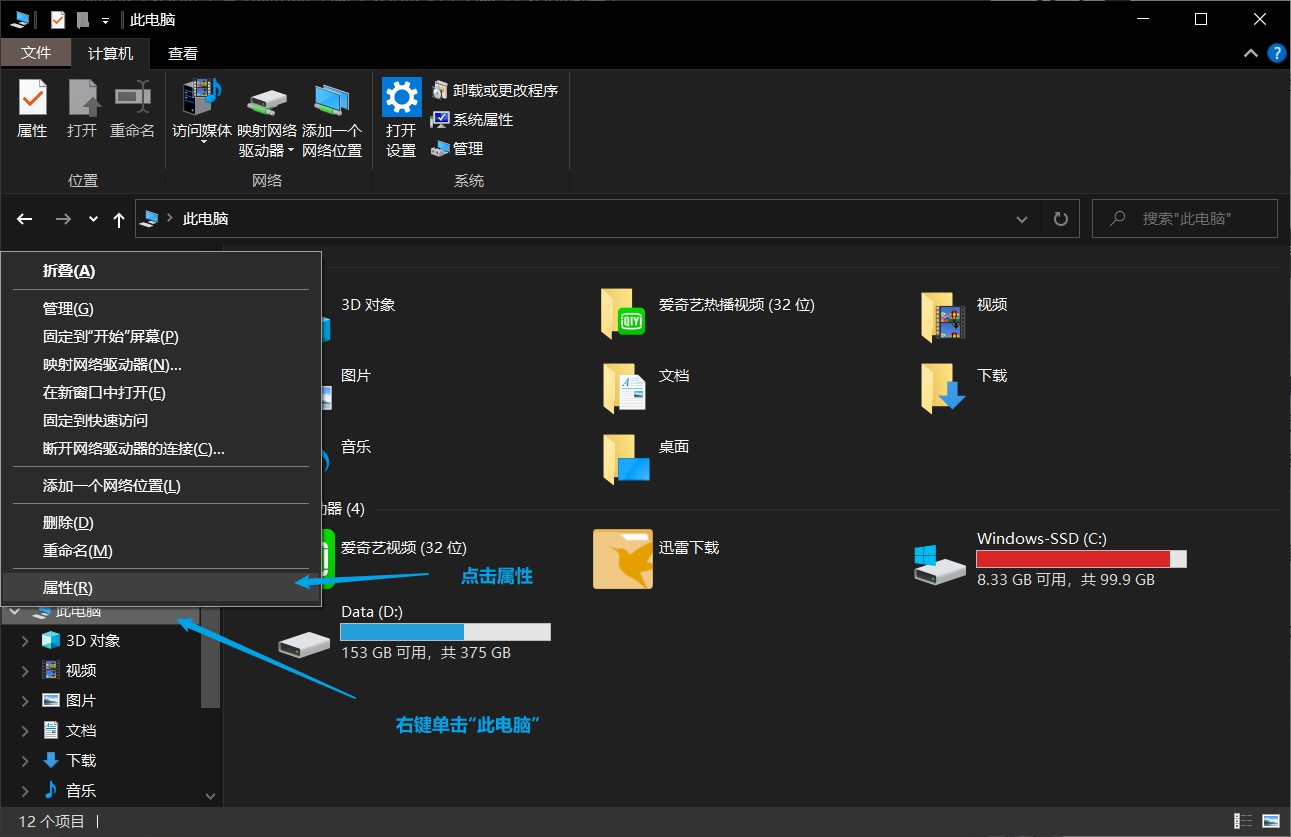 此电脑
文件
计算机
查看
属性
打开
重命名
访问媒体
映射网络
驱动器
添加一个
网络位置
打开
设置
卸载或更改程序
系统属性
管理
位置
网络
系统
此电脑
搜索"此电脑"
折叠(A)
管理(G)
固定到"开始"屏幕(P)
映射网络驱动器(N)...
在新窗口中打开(E)
固定到快速访问
断开网络驱动器的连接(C)...
添加一个网络位置(L)
删除(D)
重命名(M)
属性(R)
3D 对象
爱奇艺热播视频 (32 位)
QIYI
视频
图片
文档
下载
音乐
桌面
器 (4)
爱奇艺视频 (32 位)
迅雷下载
Windows-SSD (C:)
8.33 GB 可用，共 99.9 GB
点击属性
Data (D:)
153 GB 可用，共 375 GB
右键单击“此电脑”
此电脑
3D 对象
视频
图片
文档
下载
音乐
12 个项目